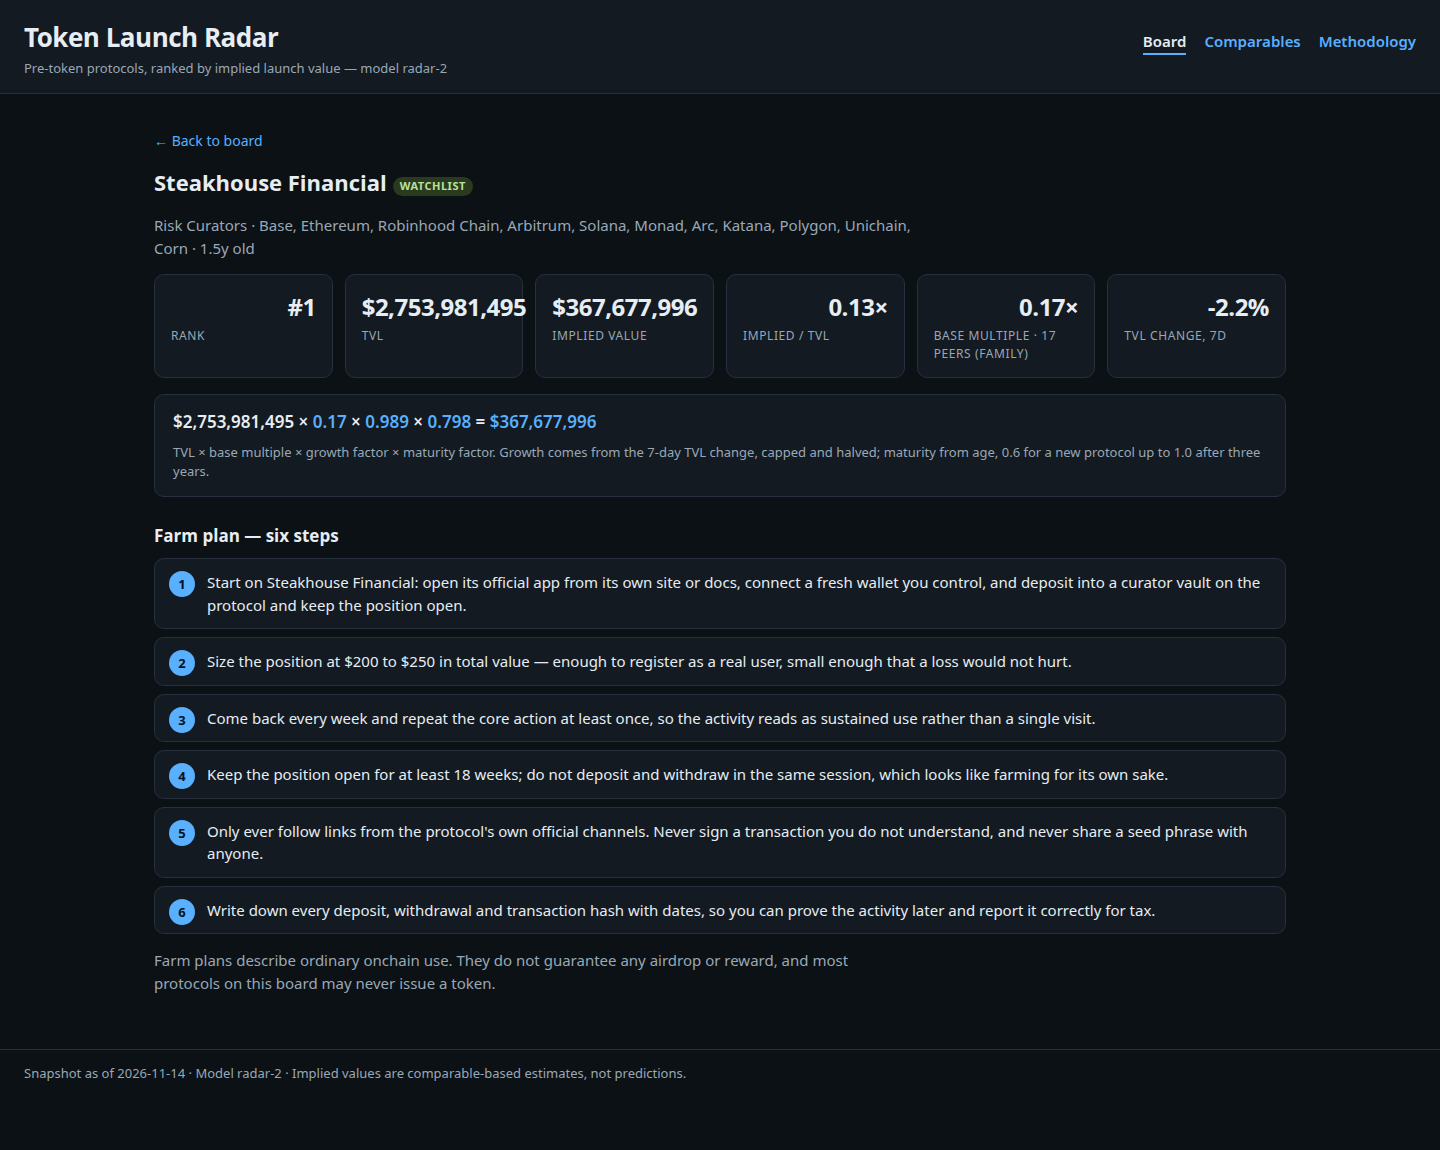 Token Launch Radar
Pre-token protocols, ranked by implied launch value — model radar-2
Board Comparables Methodology
← Back to board
Steakhouse Financial WATCHLIST
Risk Curators · Base, Ethereum, Robinhood Chain, Arbitrum, Solana, Monad, Arc, Katana, Polygon, Unichain,
Corn · 1.5y old
#1
RANK
$2,753,981,495
TVL
$367,677,996
IMPLIED VALUE
0.13×
IMPLIED / TVL
0.17×
BASE MULTIPLE · 17
PEERS (FAMILY)
-2.2%
TVL CHANGE, 7D
$2,753,981,495 × 0.17 × 0.989 × 0.798 = $367,677,996
TVL × base multiple × growth factor × maturity factor. Growth comes from the 7-day TVL change, capped and halved; maturity from age, 0.6 for a new protocol up to 1.0 after three
years.
Farm plan — six steps
1 Start on Steakhouse Financial: open its official app from its own site or docs, connect a fresh wallet you control, and deposit into a curator vault on the
protocol and keep the position open.
2 Size the position at $200 to $250 in total value — enough to register as a real user, small enough that a loss would not hurt.
3 Come back every week and repeat the core action at least once, so the activity reads as sustained use rather than a single visit.
4 Keep the position open for at least 18 weeks; do not deposit and withdraw in the same session, which looks like farming for its own sake.
5 Only ever follow links from the protocol's own official channels. Never sign a transaction you do not understand, and never share a seed phrase with
anyone.
6 Write down every deposit, withdrawal and transaction hash with dates, so you can prove the activity later and report it correctly for tax.
Farm plans describe ordinary onchain use. They do not guarantee any airdrop or reward, and most
protocols on this board may never issue a token.
Snapshot as of 2026-11-14 · Model radar-2 · Implied values are comparable-based estimates, not predictions.